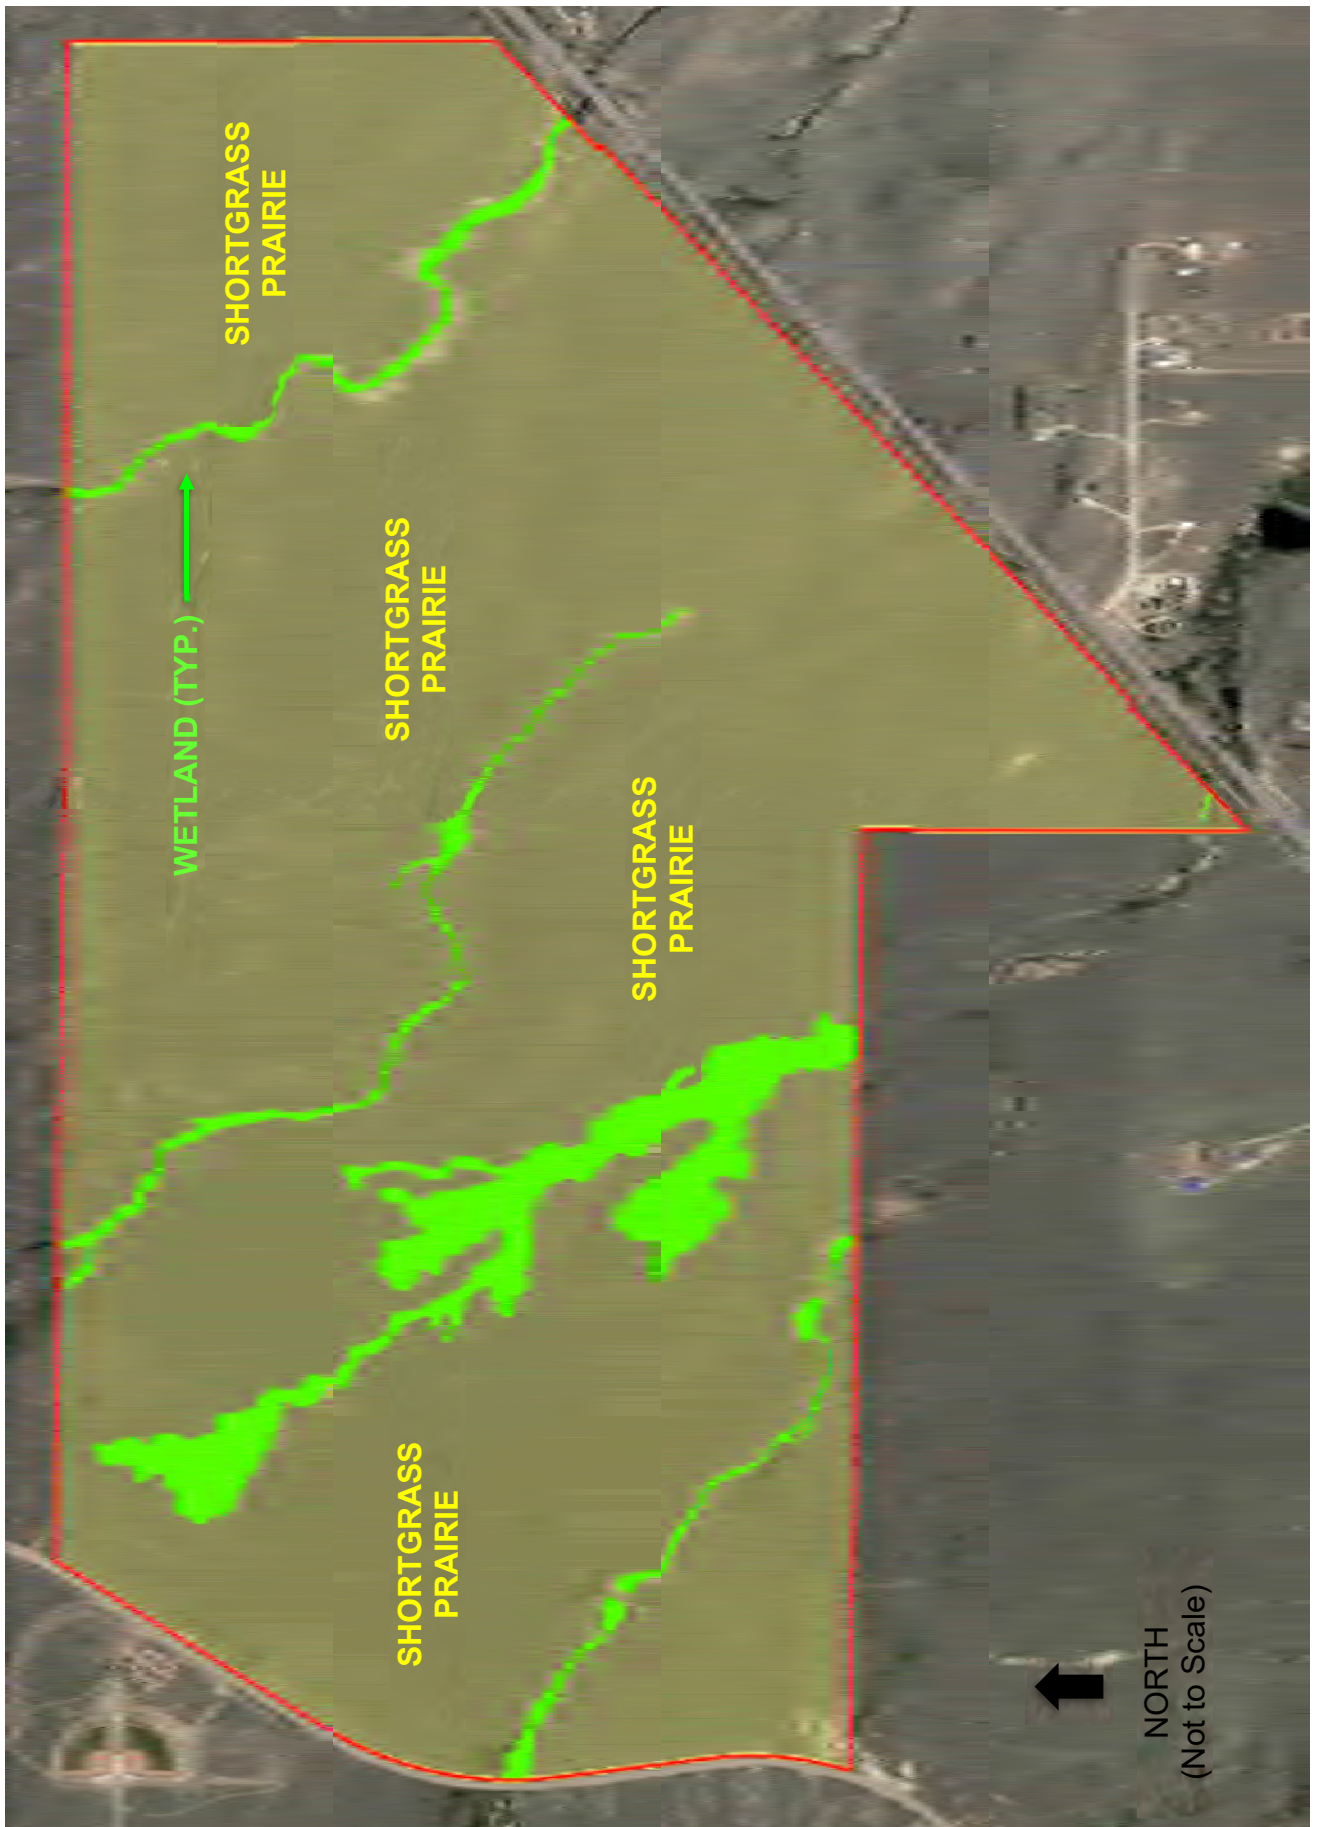 SHORTGRASS
PRAIRIE
WETLAND (TYP.)
SHORTGRASS
PRAIRIE
SHORTGRASS
PRAIRIE
SHORTGRASS
PRAIRIE
NORTH
(Not to Scale)